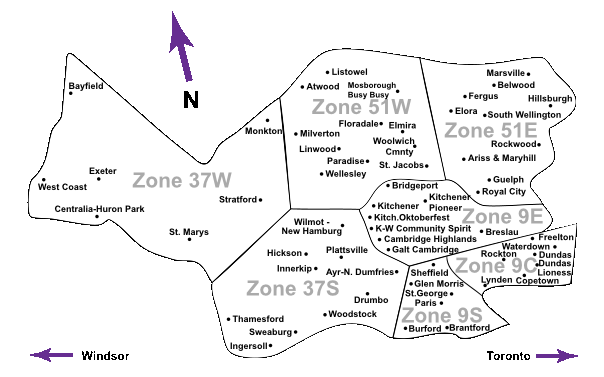 N
Bayfield
Exeter
West Coast
Centralia-Huron Park
St. Marys
Stratford
Monkton
Zone 37W
Listowel
Atwood
Mosborough
Busy Busy
Zone 51W
Floradale
Elmira
Milverton
Linwood
Woolwich
Cmnty
Paradise
St. Jacobs
Wellesley
Marsville
Belwood
Fergus
Hillsburgh
Elora
South Wellington
Zone 51E
Rockwood
Ariss & Maryhill
Guelph
Royal City
Bridgeport
Kitchener
Kitchener
Pioneer
Kitch.Oktoberfest
Zone 9E
K-W Community Spirit
Breslau
Cambridge Highlands
Galt Cambridge
Wilmot -
New Hamburg
Hickson
Plattsville
Innerkip
Ayr-N. Dumfries
Zone 37S
Drumbo
Woodstock
Thamesford
Sweaburg
Ingersoll
Freelton
Waterdown
Rockton
Dundas
Zone 9C
Dundas
Lioness
Lynden
Copetown
Sheffield
Glen Morris
St.George
Paris
Zone 9S
Burford
Brantford
Windsor
Toronto